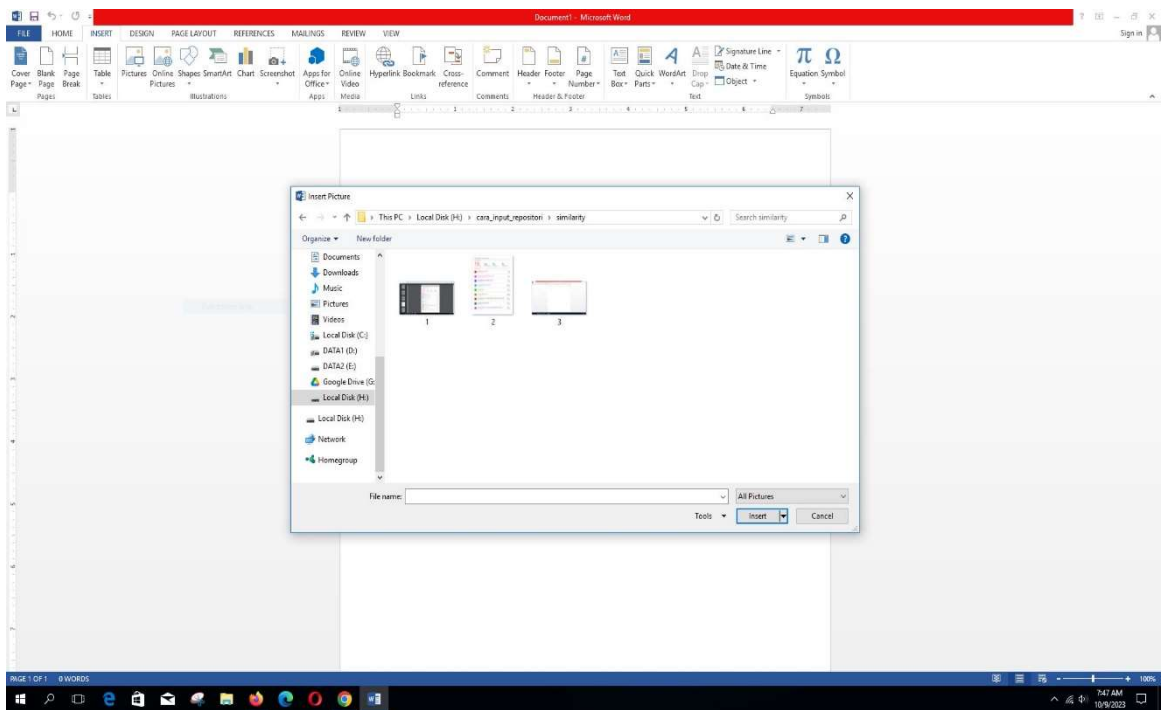 Document1 - Microsoft Word
FILE HOME INSERT DESIGN PAGE LAYOUT REFERENCES MAILINGS REVIEW VIEW Sign in
Cover Page Blank Page Page Break
Pages
Table
Tables
Pictures Online Pictures Shapes SmartArt Chart Screenshot
Illustrations
Apps for Office
Apps
Online Video
Media
Hyperlink Bookmark Cross-reference
Links
Comment
Comments
Header Footer Page Number
Header & Footer
Text Box Quick Parts WordArt Drop Cap
Signature Line
Date & Time
Object
Text
Equation Symbol
Symbols
Insert Picture
This PC > Local Disk (H:) > cara_input_repositori > similarity
Search similarity
Organize New folder
Documents
Downloads
Music
Pictures
Videos
Local Disk (C:)
DATA1 (D:)
DATA2 (E:)
Google Drive (G:
Local Disk (H:)
Local Disk (H:)
Network
Homegroup
1 2 3
File name:
All Pictures
Tools Insert Cancel
PAGE 1 OF 1 0 WORDS
100%
7:47 AM
10/9/2023